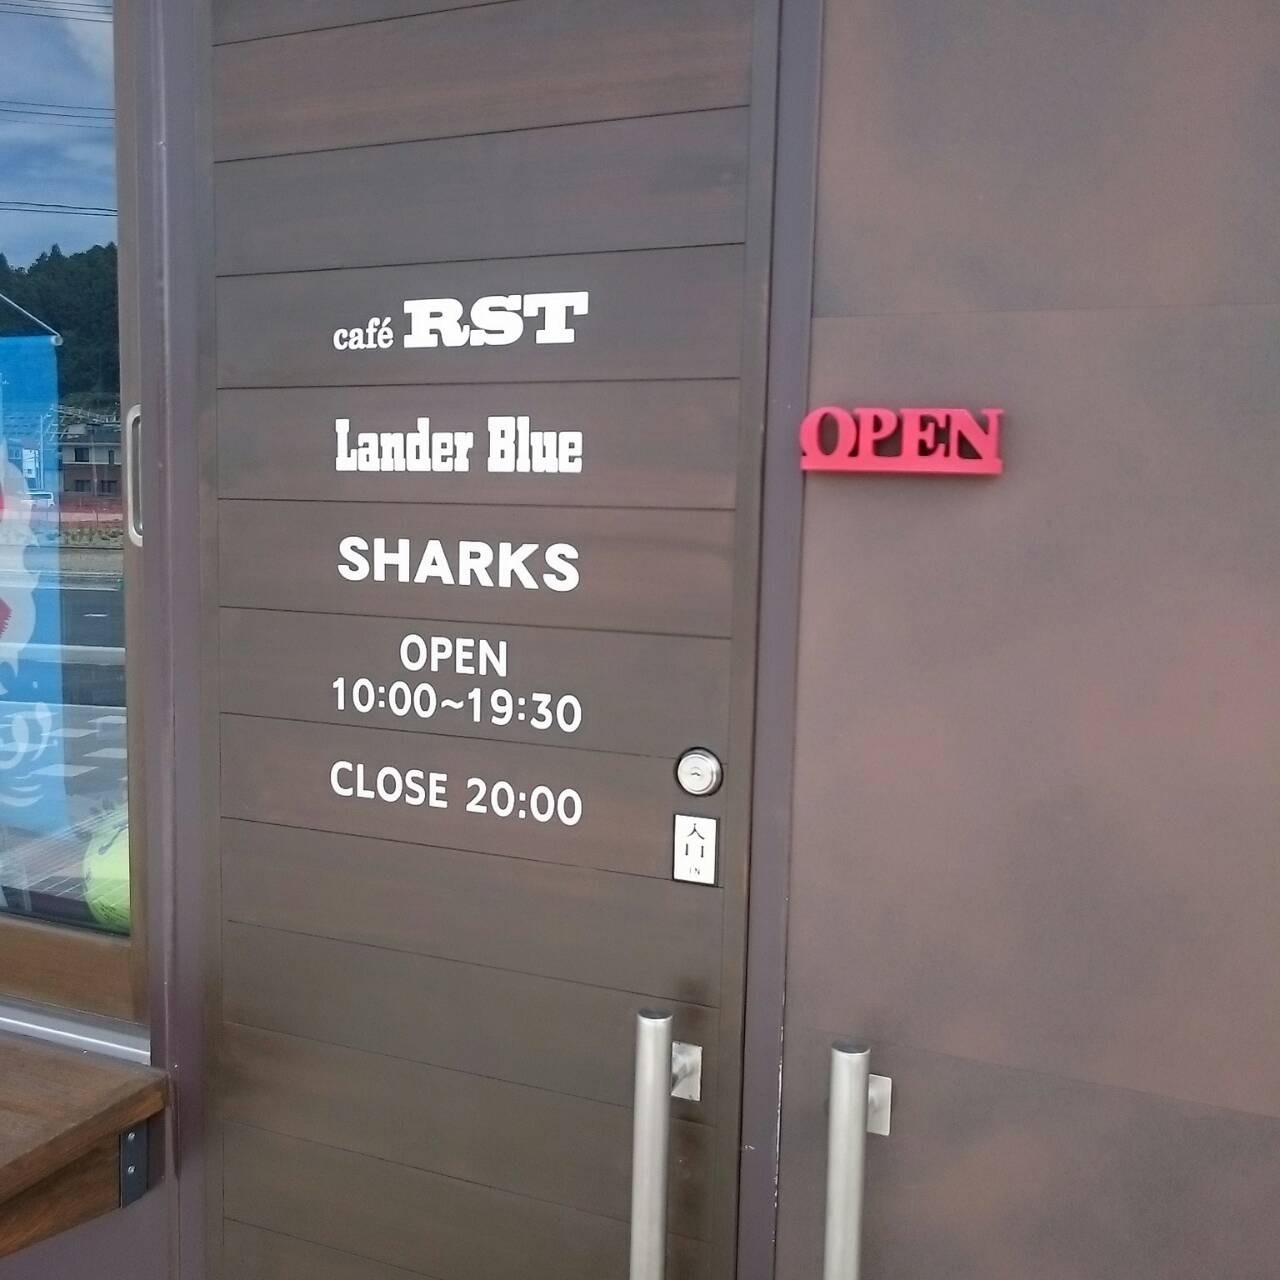 café RST
Lander Blue
SHARKS
OPEN
10:00~19:30
CLOSE 20:00
入口
IN
OPEN